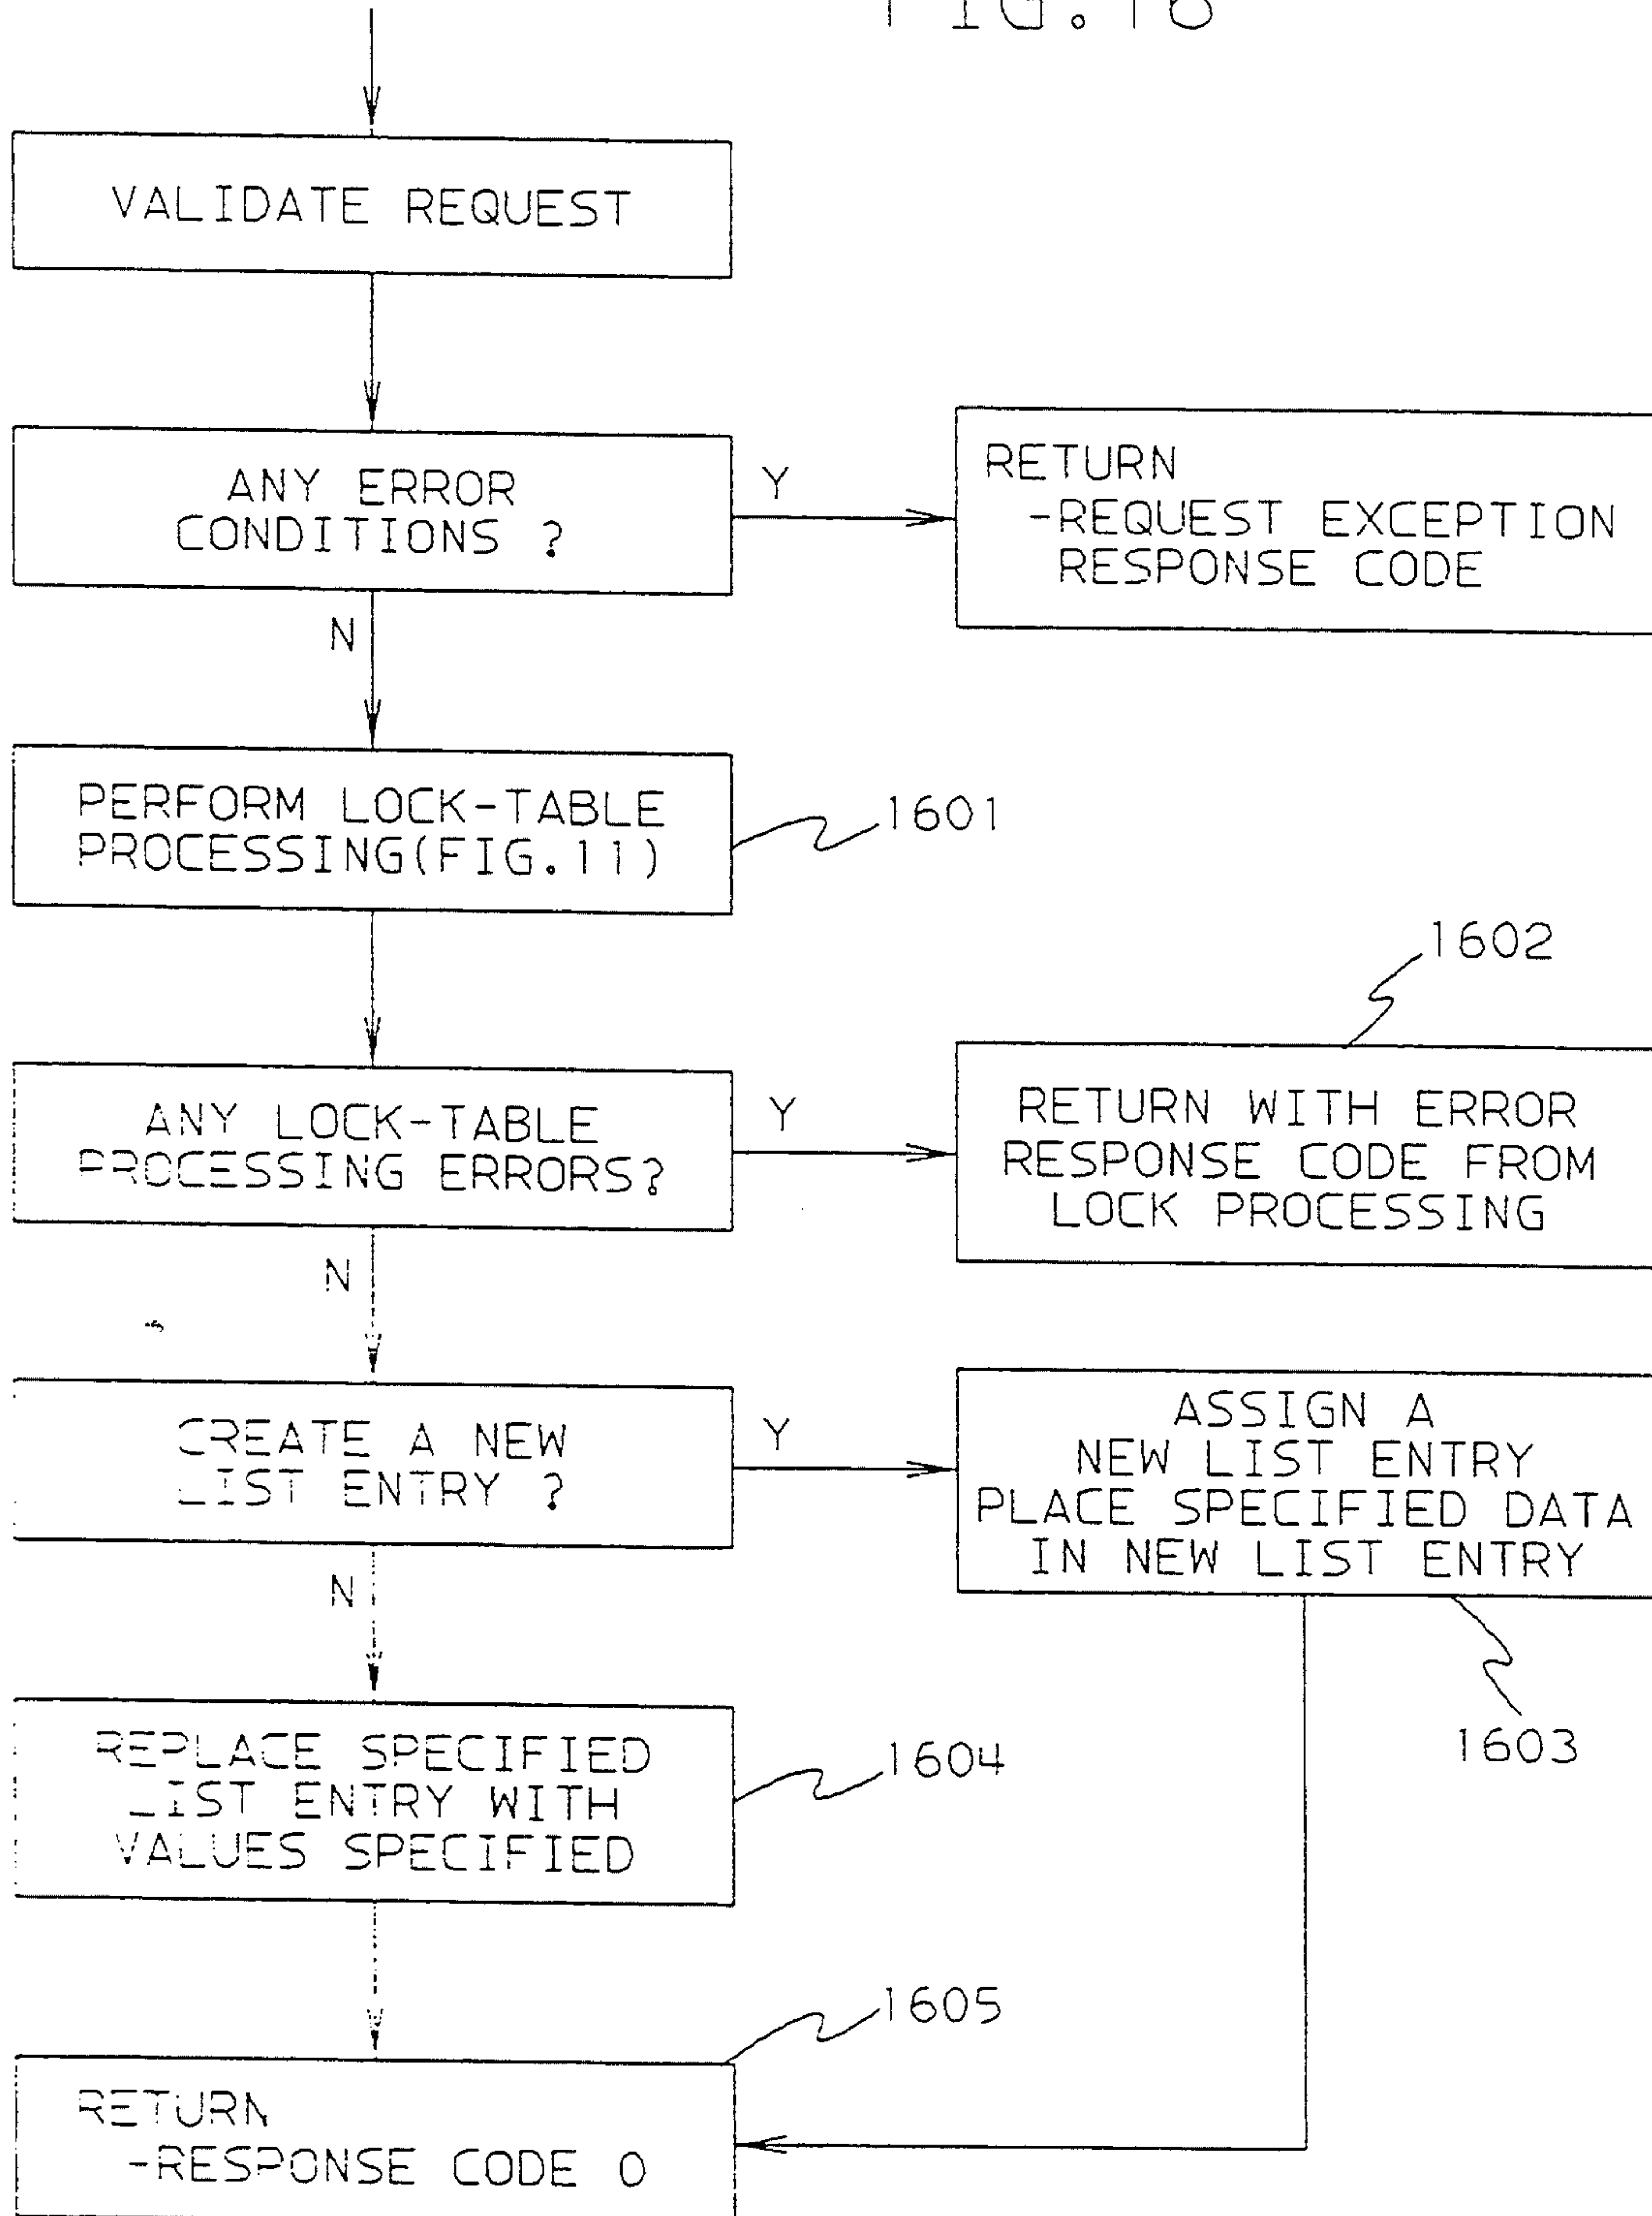 FIG.16
VALIDATE REQUEST
ANY ERROR
CONDITIONS ?
Y
RETURN
-REQUEST EXCEPTION
RESPONSE CODE
N
PERFORM LOCK-TABLE
PROCESSING(FIG.11)
1601
1602
ANY LOCK-TABLE
PROCESSING ERRORS?
Y
RETURN WITH ERROR
RESPONSE CODE FROM
LOCK PROCESSING
N
CREATE A NEW
LIST ENTRY ?
Y
ASSIGN A
NEW LIST ENTRY
PLACE SPECIFIED DATA
IN NEW LIST ENTRY
N
1603
REPLACE SPECIFIED
LIST ENTRY WITH
VALUES SPECIFIED
1604
1605
RETURN
-RESPONSE CODE 0